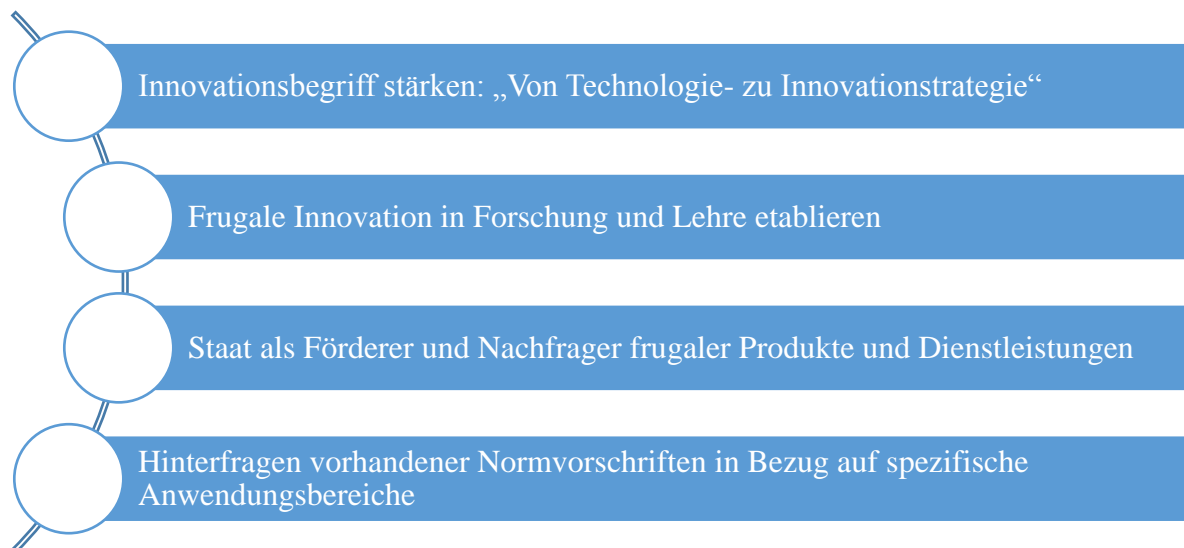 Innovationsbegriff stärken: „Von Technologie- zu Innovationstrategie“
Frugale Innovation in Forschung und Lehre etablieren
Staat als Förderer und Nachfrager frugaler Produkte und Dienstleistungen
Hinterfragen vorhandener Normvorschriften in Bezug auf spezifische
Anwendungsbereiche